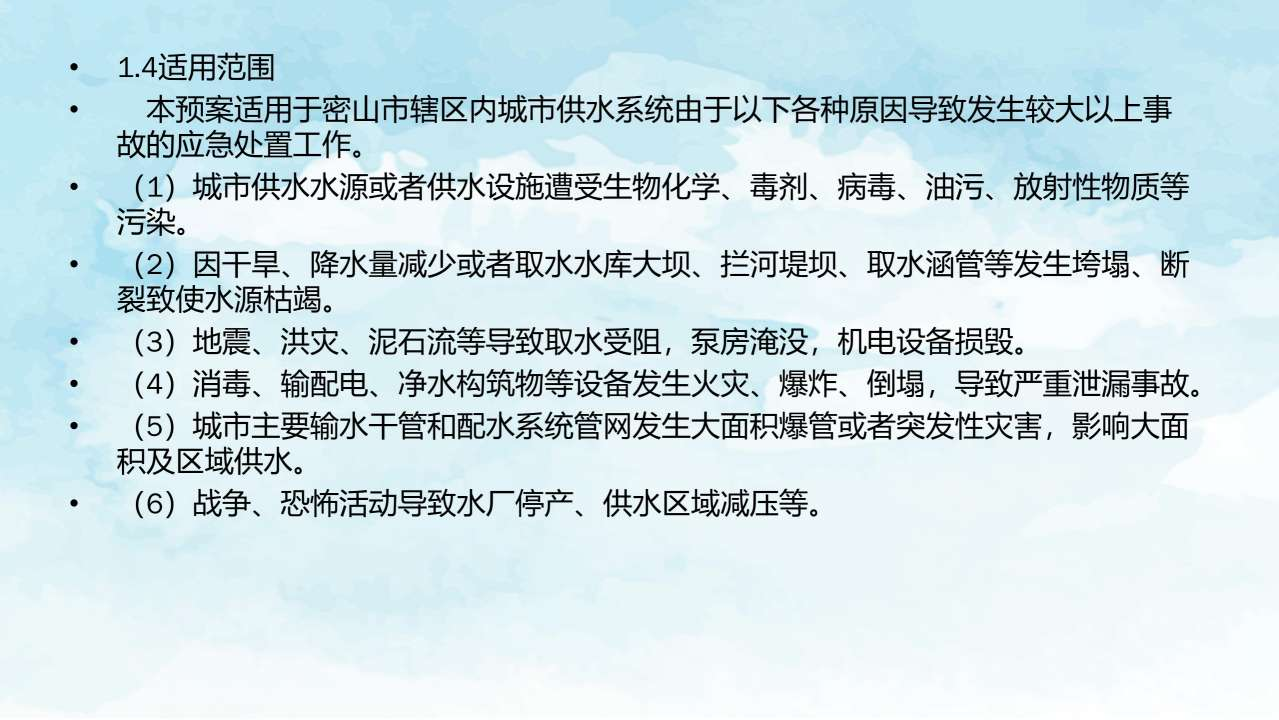 • 1.4适用范围
• 本预案适用于密山市辖区内城市供水系统由于以下各种原因导致发生较大以上事
故的应急处置工作。
• （1）城市供水水源或者供水设施遭受生物化学、毒剂、病毒、油污、放射性物质等
污染。
• （2）因干旱、降水量减少或者取水水库大坝、拦河堤坝、取水涵管等发生垮塌、断
裂致使水源枯竭。
• （3）地震、洪灾、泥石流等导致取水受阻，泵房淹没，机电设备损毁。
• （4）消毒、输配电、净水构筑物等设备发生火灾、爆炸、倒塌，导致严重泄漏事故。
• （5）城市主要输水干管和配水系统管网发生大面积爆管或者突发性灾害，影响大面
积及区域供水。
• （6）战争、恐怖活动导致水厂停产、供水区域减压等。